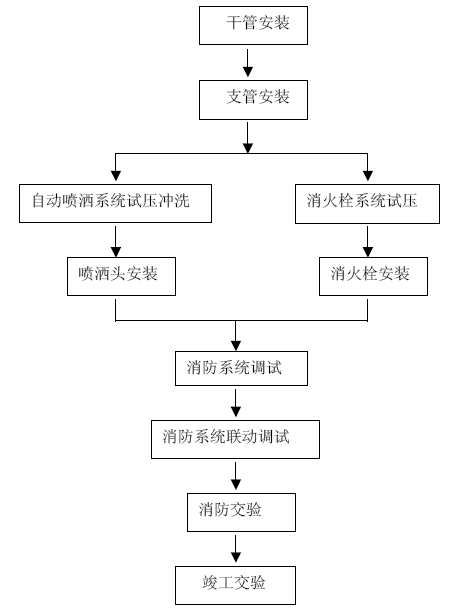 干管安装
支管安装
自动喷洒系统试压冲洗
消火栓系统试压
喷洒头安装
消火栓安装
消防系统调试
消防系统联动调试
消防交验
竣工交验